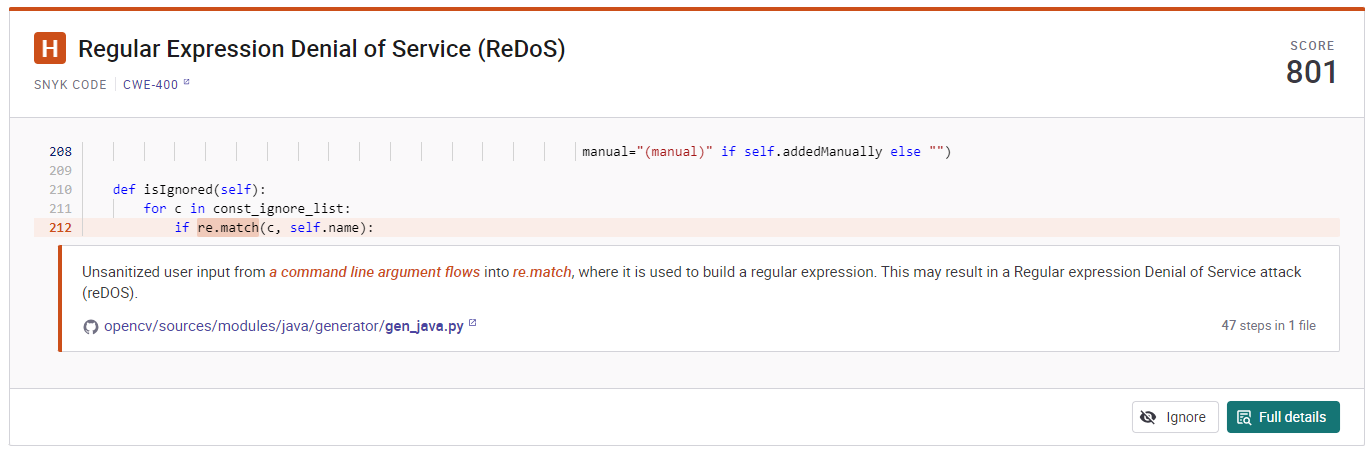 H Regular Expression Denial of Service (ReDoS)
SCORE
801
SNYK CODE CWE-400
208 manual="(manual)" if self.addedManually else "")
209
210 def isIgnored(self):
211 for c in const_ignore_list:
212 if re.match(c, self.name):
Unsanitized user input from a command line argument flows into re.match, where it is used to build a regular expression. This may result in a Regular expression Denial of Service attack
(reDOS).
opencv/sources/modules/java/generator/gen_java.py
47 steps in 1 file
Ignore
Full details